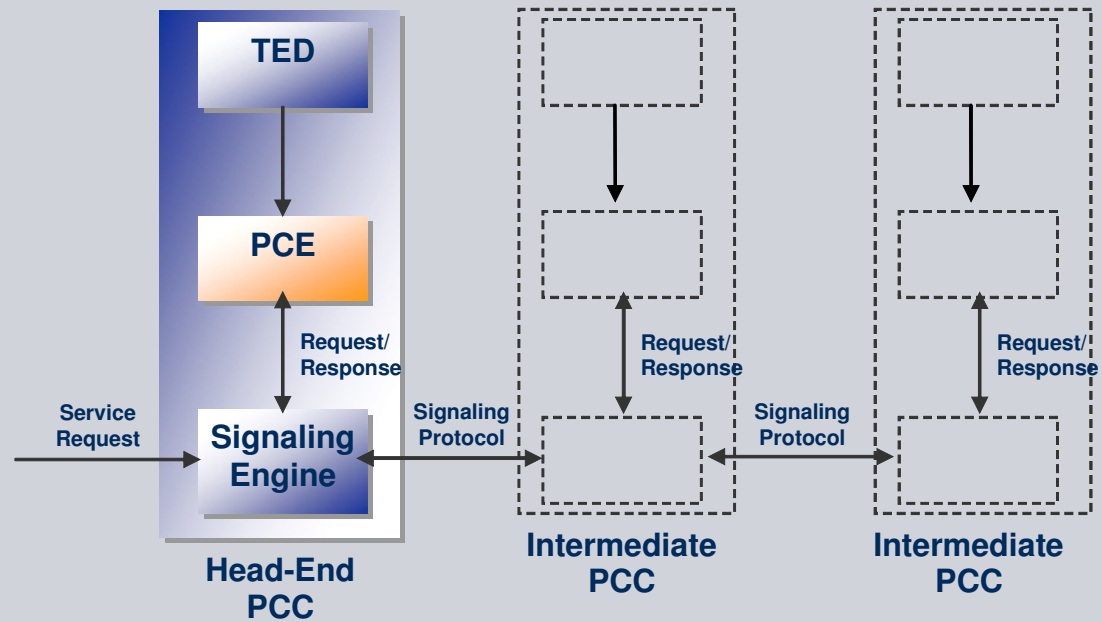 TED
PCE
Request/
Response
Request/
Response
Request/
Response
Service
Request
Signaling
Engine
Signaling
Protocol
Signaling
Protocol
Head-End
PCC
Intermediate
PCC
Intermediate
PCC